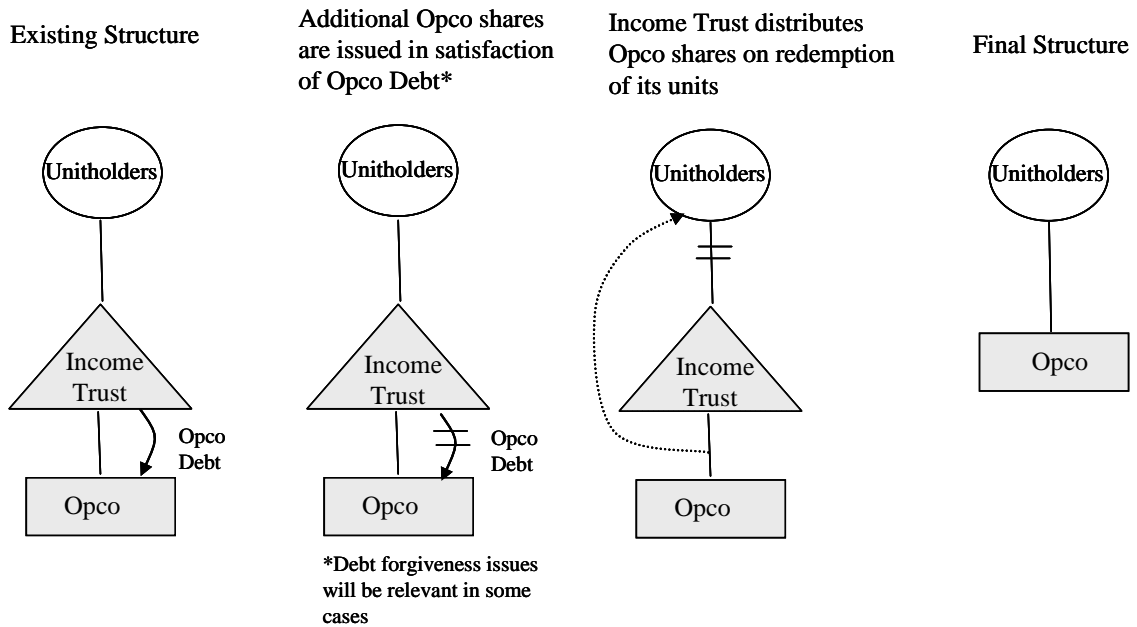 Existing Structure
Unitholders
Income
Trust
Opco
Debt
Opco
Additional Opco shares
are issued in satisfaction
of Opco Debt*
Unitholders
Income
Trust
Opco
Debt
Opco
*Debt forgiveness issues
will be relevant in some
cases
Income Trust distributes
Opco shares on redemption
of its units
Unitholders
Income
Trust
Opco
Final Structure
Unitholders
Opco